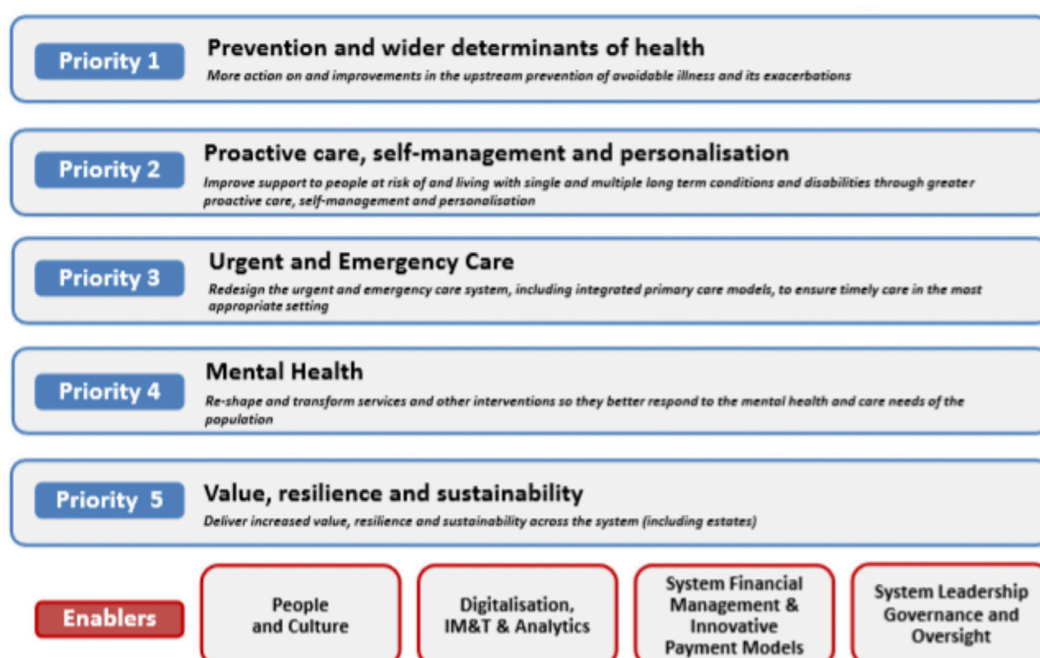 Priority 1
Prevention and wider determinants of health
More action on and improvements in the upstream prevention of avoidable illness and its exacerbations
Priority 2
Proactive care, self-management and personalisation
Improve support to people at risk of and living with single and multiple long term conditions and disabilities through greater
proactive care, self-management and personalisation
Priority 3
Urgent and Emergency Care
Redesign the urgent and emergency care system, including integrated primary care models, to ensure timely care in the most
appropriate setting
Priority 4
Mental Health
Re-shape and transform services and other interventions so they better respond to the mental health and care needs of the
population
Priority 5
Value, resilience and sustainability
Deliver increased value, resilience and sustainability across the system (including estates)
Enablers
People
and Culture
Digitalisation,
IM&T & Analytics
System Financial
Management &
Innovative
Payment Models
System Leadership
Governance and
Oversight